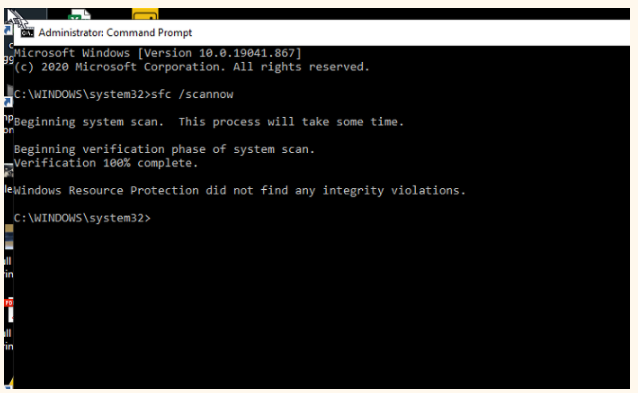 Administrator: Command Prompt
Microsoft Windows [Version 10.0.19041.867]
(c) 2020 Microsoft Corporation. All rights reserved.
C:\WINDOWS\system32>sfc /scannow
Beginning system scan.  This process will take some time.
Beginning verification phase of system scan.
Verification 100% complete.
Windows Resource Protection did not find any integrity violations.
C:\WINDOWS\system32>